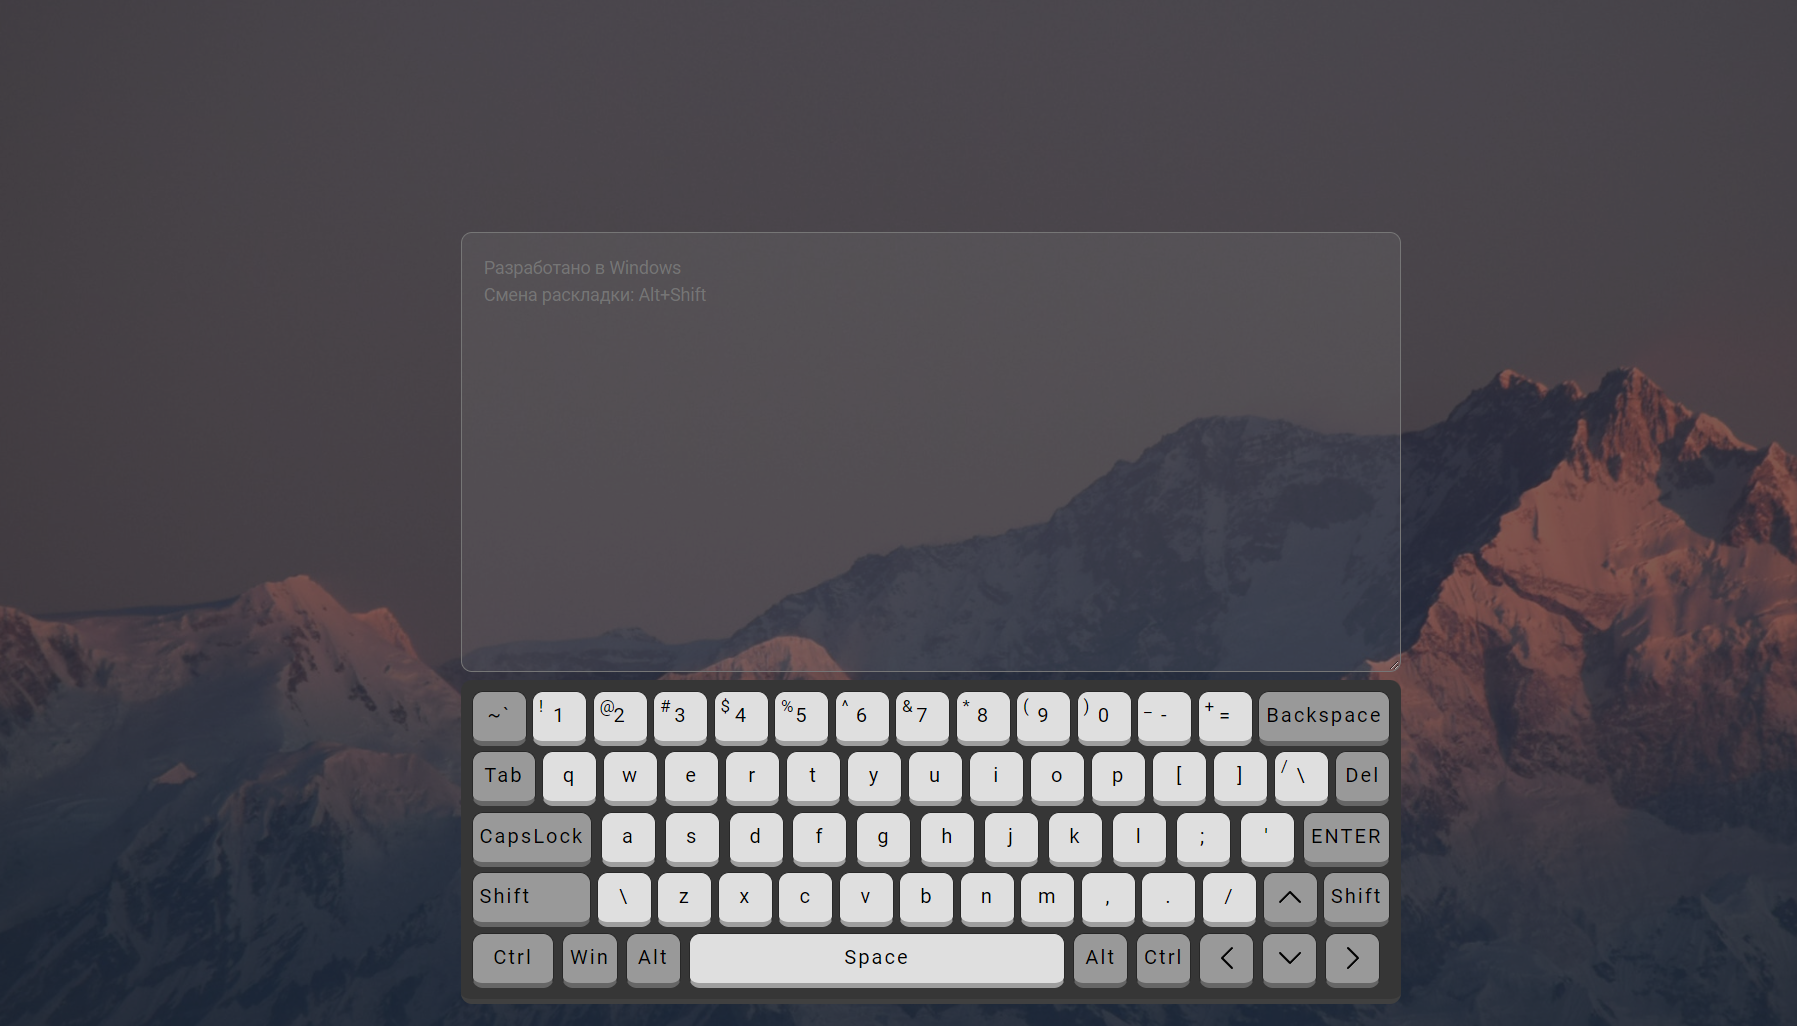 Разработано в Windows
Смена раскладки: Alt+Shift
~` ! 1 @ 2 # 3 $ 4 % 5 ^ 6 & 7 * 8 ( 9 ) 0 _ - + = Backspace
Tab q w e r t y u i o p [ ] / \ Del
CapsLock a s d f g h j k l ; ' ENTER
Shift \ z x c v b n m , . / Shift
Ctrl Win Alt Space Alt Ctrl